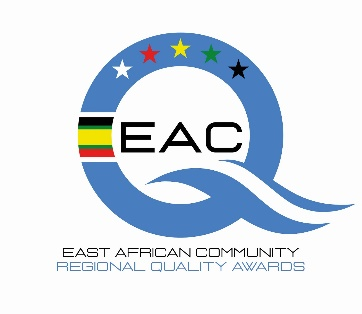 EAC
EAST AFRICAN COMMUNITY
REGIONAL QUALITY AWARDS